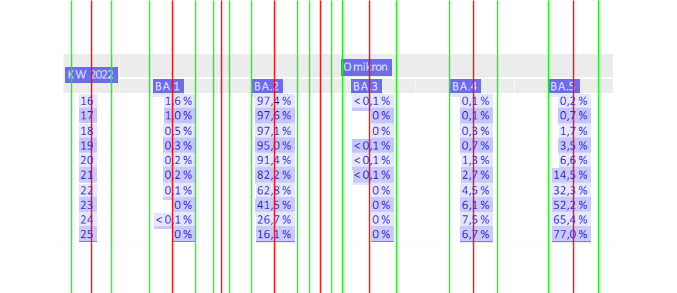 Omikron
KW 2022
BA.1 BA.2 BA.3 BA.4 BA.5
16 1,6 % 97,4 % < 0,1 % 0,1 % 0,2 %
17 1,0 % 97,6 % 0 % 0,1 % 0,7 %
18 0,5 % 97,1 % 0 % 0,3 % 1,7 %
19 0,3 % 95,0 % < 0,1 % 0,7 % 3,5 %
20 0,2 % 91,4 % < 0,1 % 1,3 % 6,6 %
21 0,2 % 82,2 % < 0,1 % 2,7 % 14,5 %
22 0,1 % 62,8 % 0 % 4,5 % 32,3 %
23 0 % 41,5 % 0 % 6,1 % 52,2 %
24 < 0,1 % 26,7 % 0 % 7,5 % 65,4 %
25 0 % 16,1 % 0 % 6,7 % 77,0 %